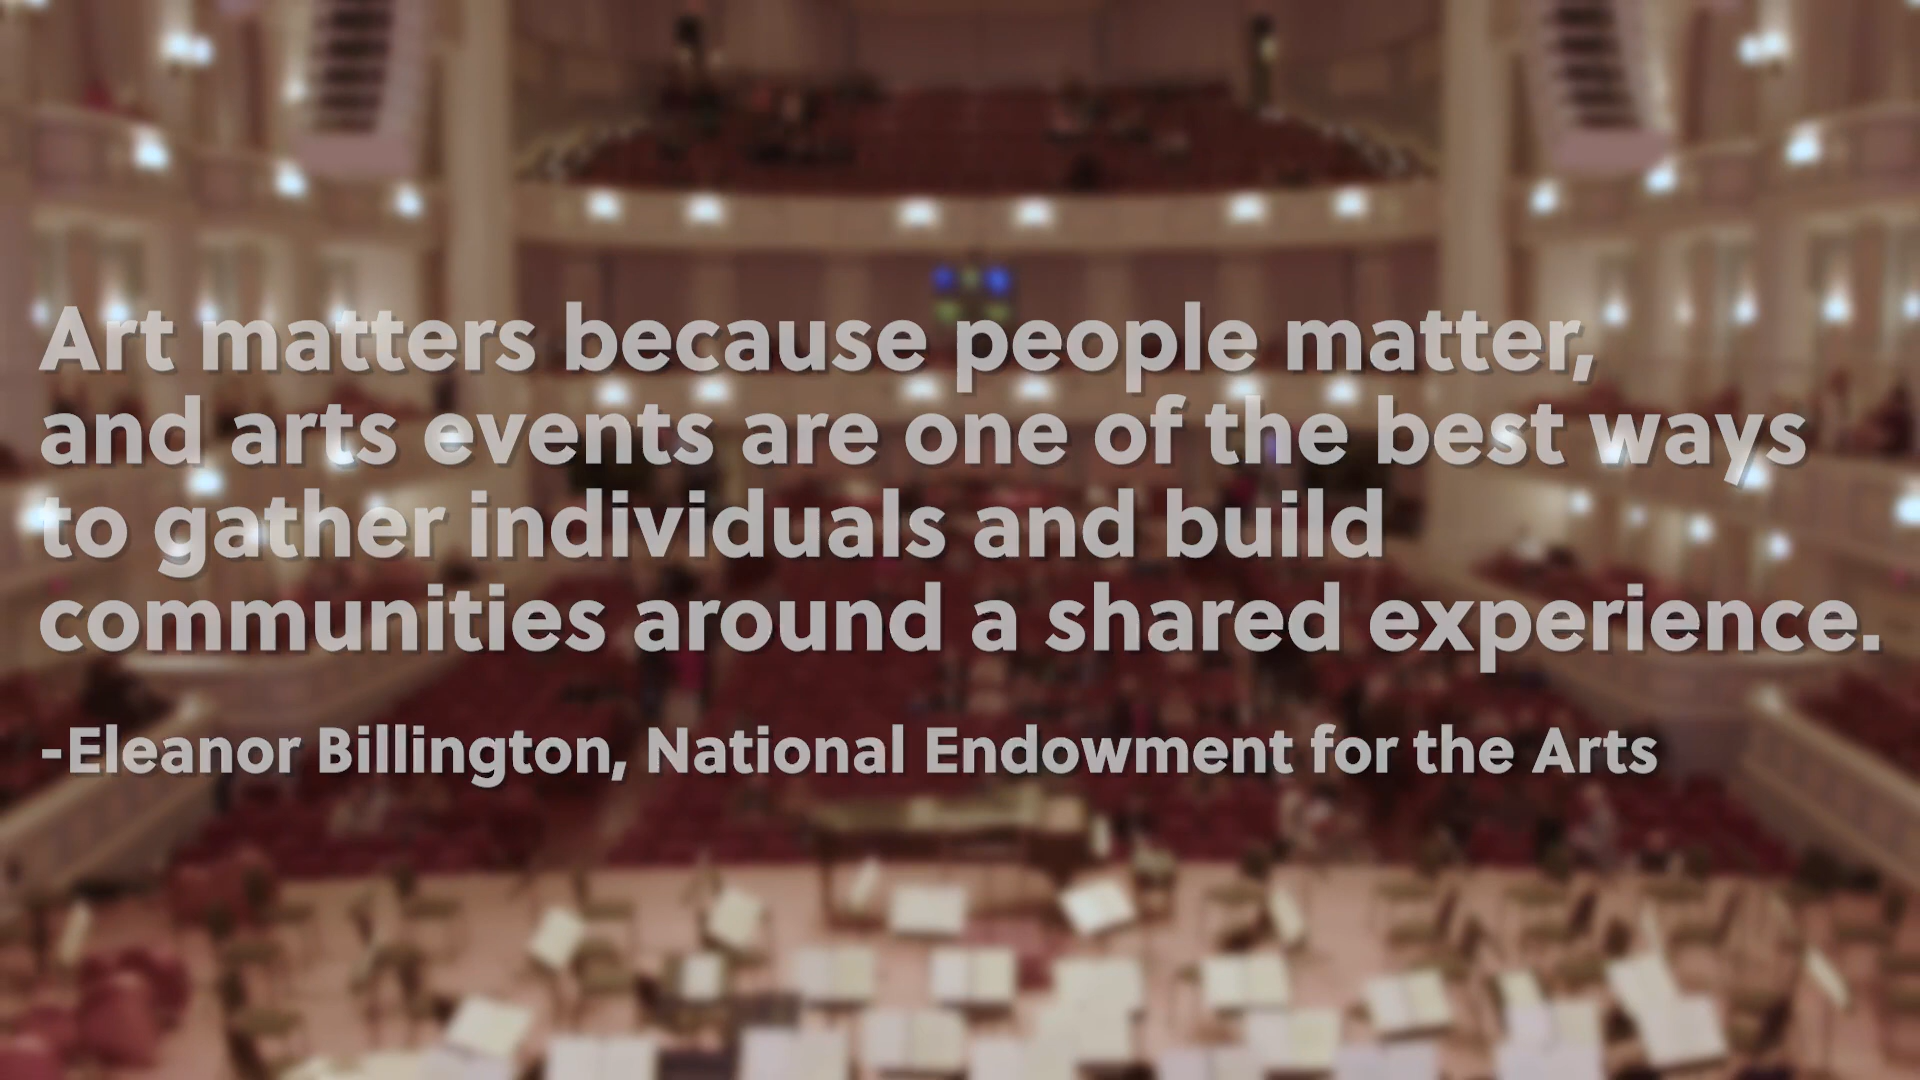 Art matters because people matter,
and arts events are one of the best ways
to gather individuals and build
communities around a shared experience.
-Eleanor Billington, National Endowment for the Arts